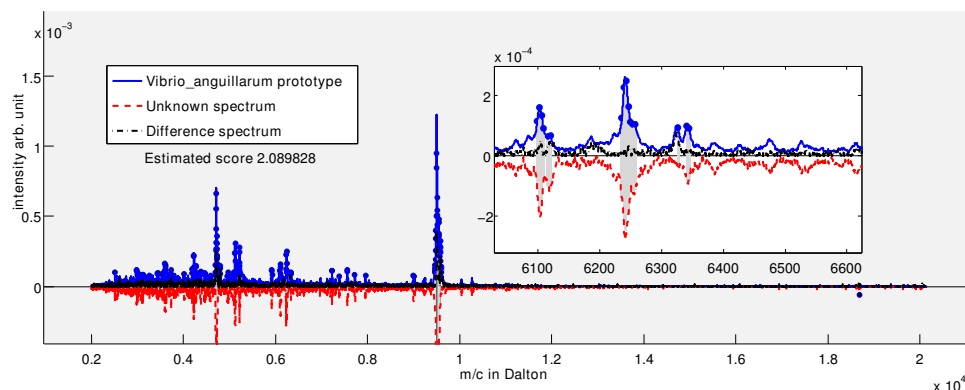 x 10⁻³
1.5
1
0.5
0
intensity arb. unit
Vibrio_anguillarum prototype
Unknown spectrum
Difference spectrum
Estimated score 2.089828
x 10⁻⁴
2
0
−2
6100 6200 6300 6400 6500 6600
0.2 0.4 0.6 0.8 1 1.2 1.4 1.6 1.8 2
m/c in Dalton
x 10⁴